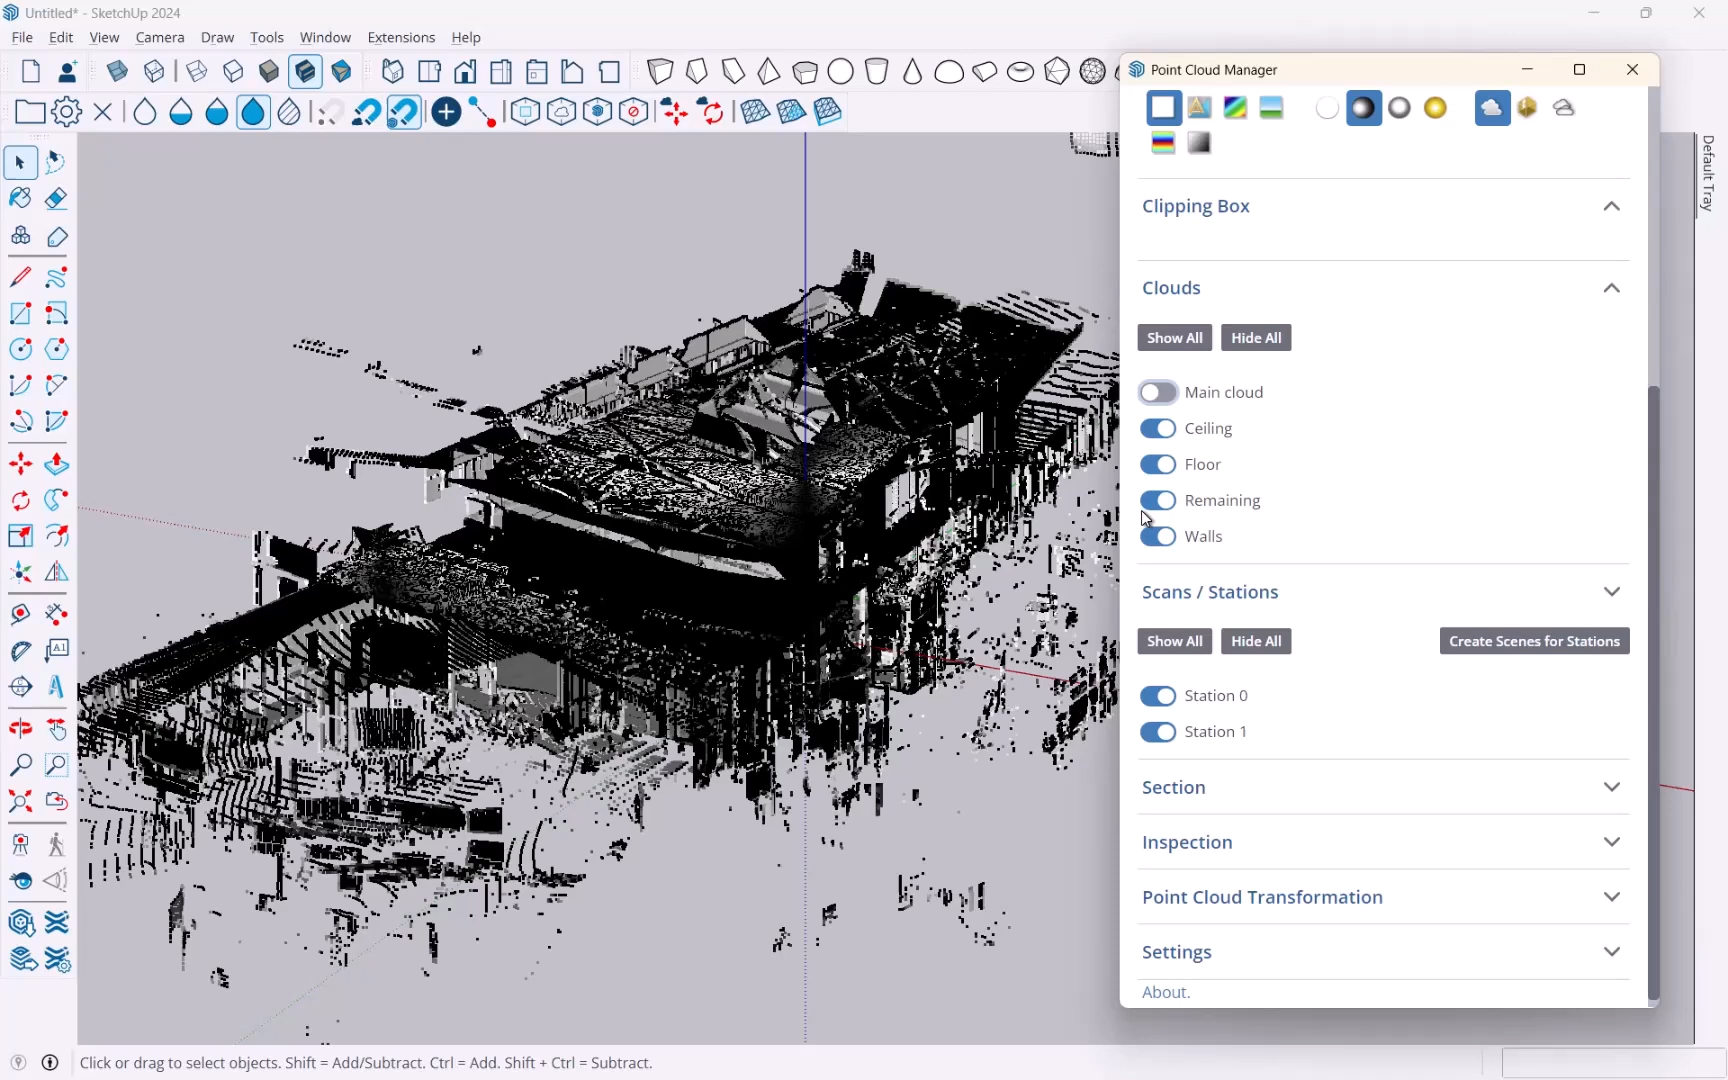 Untitled* - SketchUp 2024
File Edit View Camera Draw Tools Window Extensions Help
Point Cloud Manager
Default Tray
Clipping Box
Clouds
Show All Hide All
Main cloud
Ceiling
Floor
Remaining
Walls
Scans / Stations
Show All Hide All Create Scenes for Stations
Station 0
Station 1
Section
Inspection
Point Cloud Transformation
Settings
About.
Click or drag to select objects. Shift = Add/Subtract. Ctrl = Add. Shift + Ctrl = Subtract.